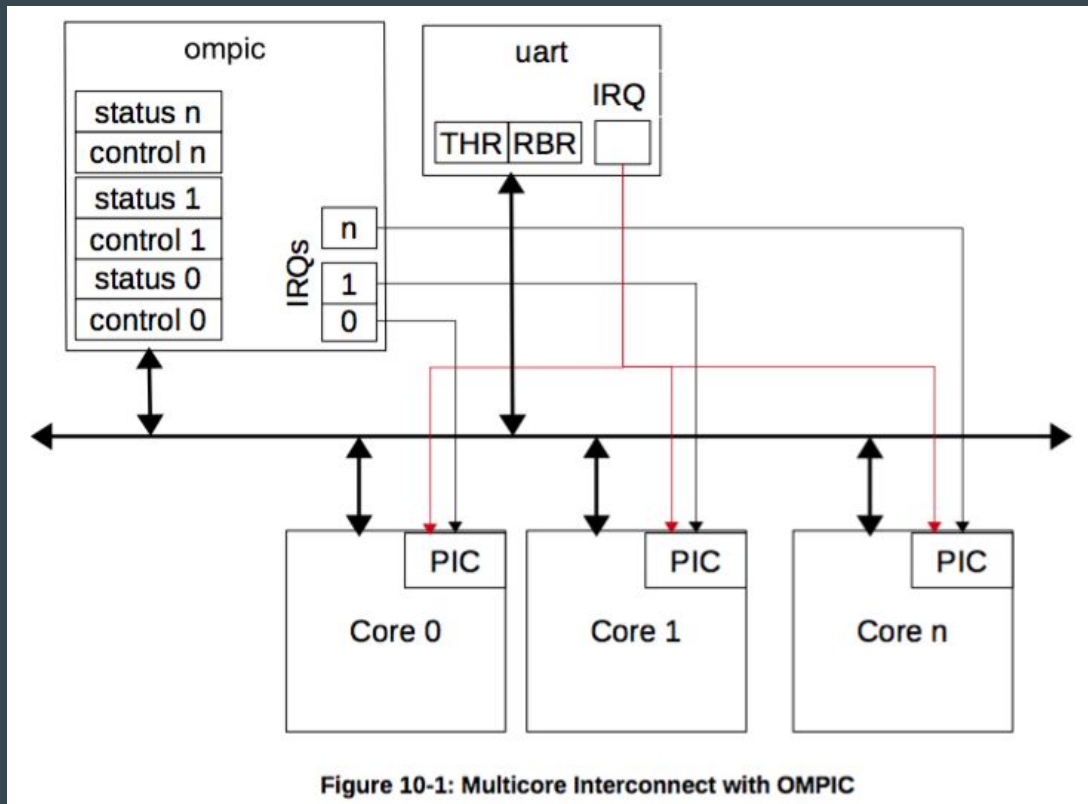 ompic
status n
control n
status 1
control 1
status 0
control 0
IRQs
n
1
0
uart
IRQ
THR RBR
PIC
Core 0
PIC
Core 1
PIC
Core n
Figure 10-1: Multicore Interconnect with OMPIC